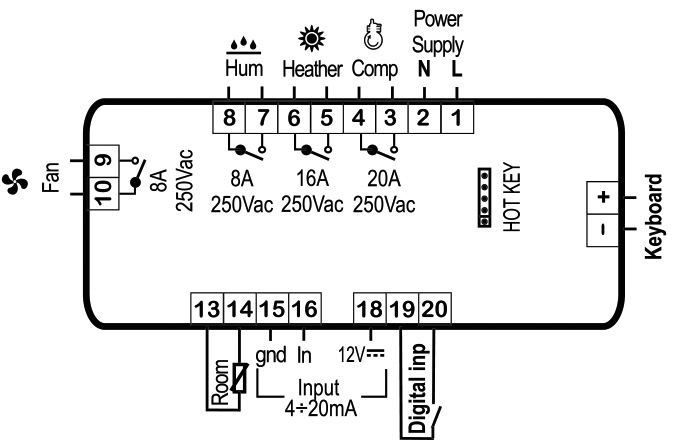 Power
Supply
Hum Heather Comp N L
8 7 6 5 4 3 2 1
9
10
Fan
8A
250Vac
8A
250Vac
16A
250Vac
20A
250Vac
HOT KEY
+
-
Keyboard
13 14 15 16 18 19 20
Room
gnd In 12V
Input
4÷20mA
Digital inp